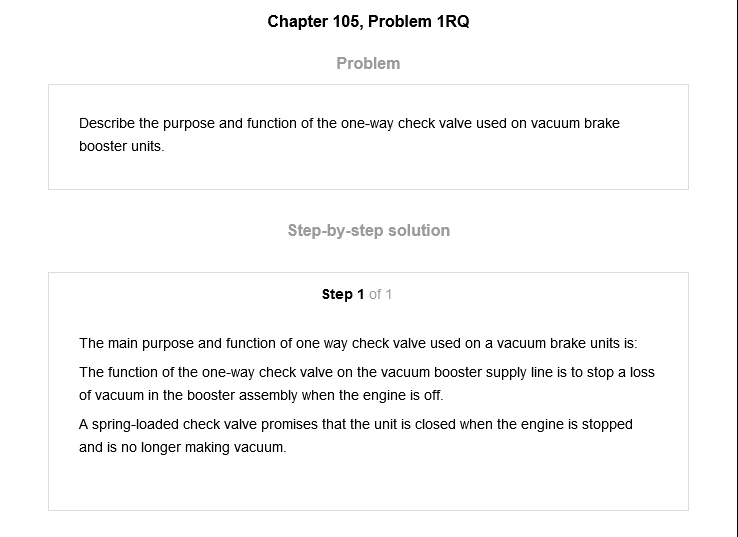 Chapter 105, Problem 1RQ
Problem
Describe the purpose and function of the one-way check valve used on vacuum brake
booster units.
Step-by-step solution
Step 1 of 1
The main purpose and function of one way check valve used on a vacuum brake units is:
The function of the one-way check valve on the vacuum booster supply line is to stop a loss
of vacuum in the booster assembly when the engine is off.
A spring-loaded check valve promises that the unit is closed when the engine is stopped
and is no longer making vacuum.